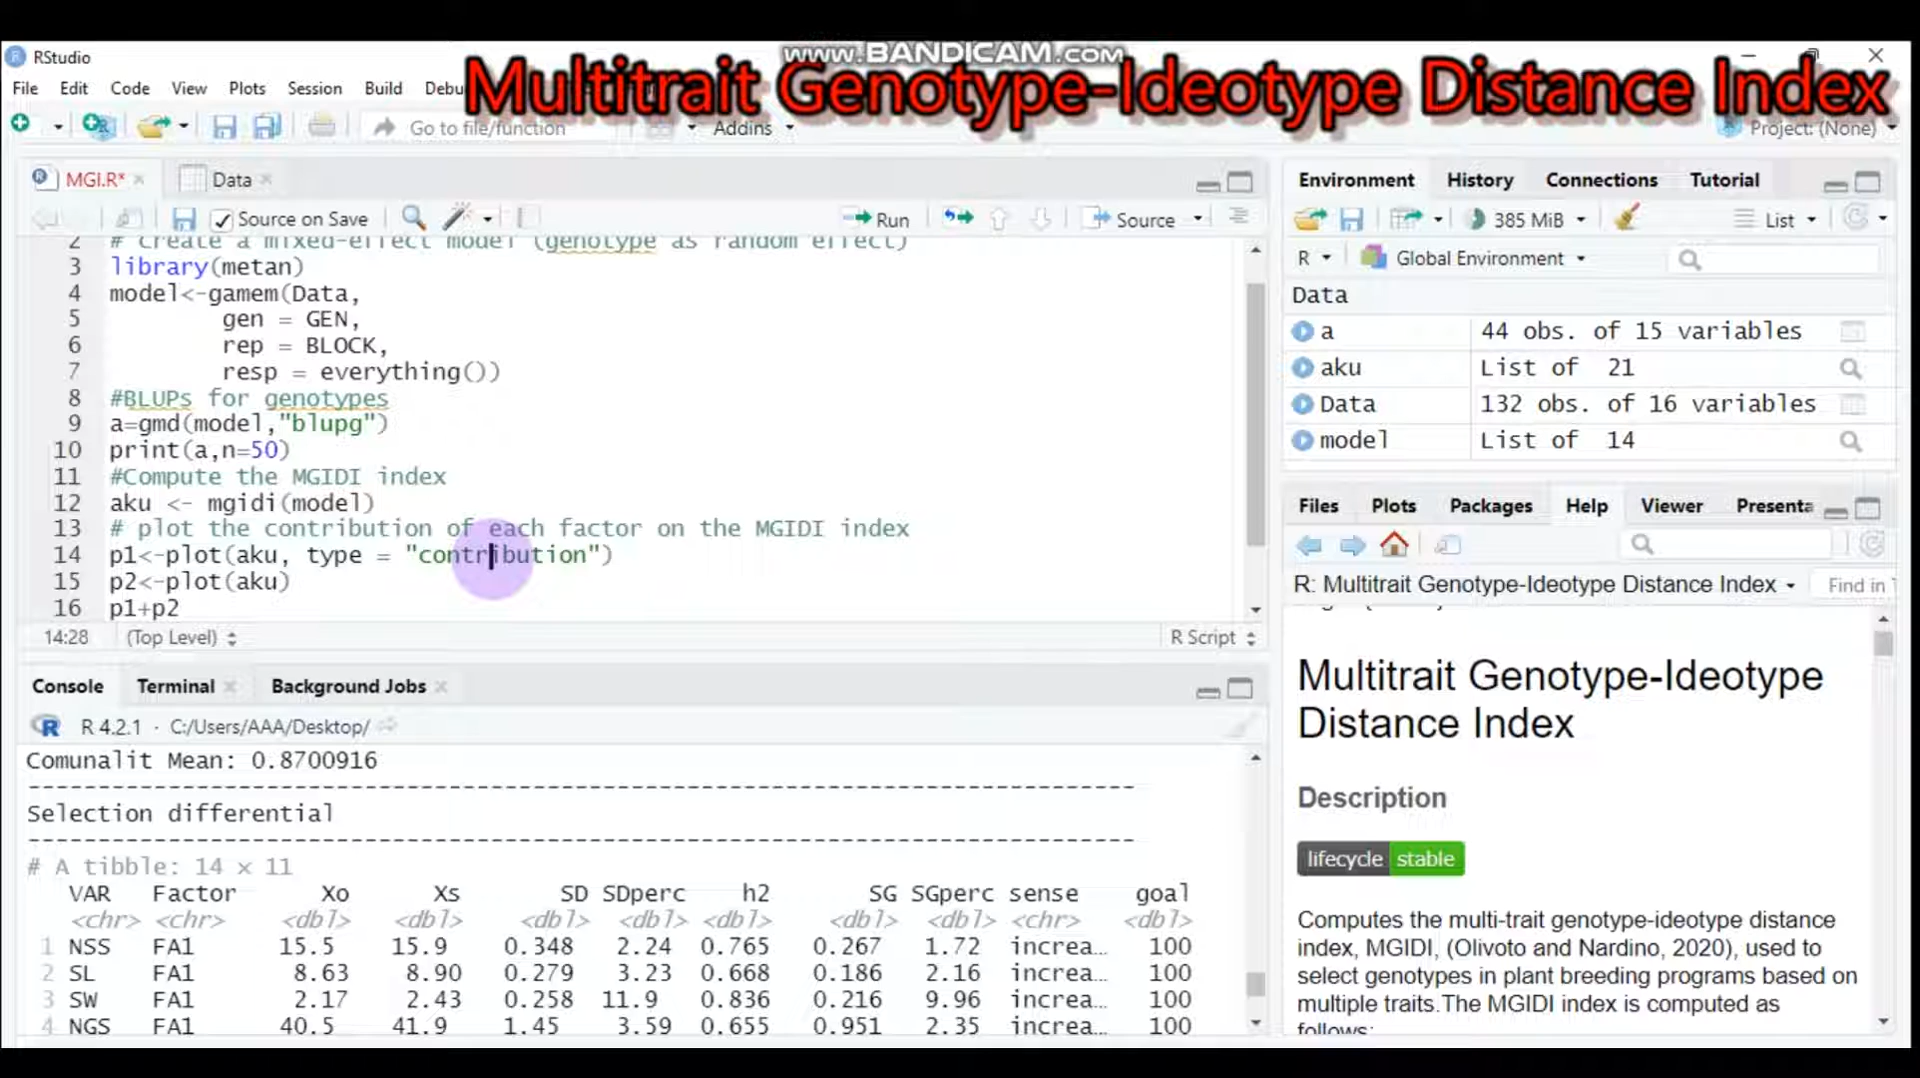 www.BANDICAM.com
RStudio
Multitrait Genotype-Ideotype Distance Index
File Edit Code View Plots Session Build Debu
Go to file/function
Addins
Project: (None)
MGI.R*
Data
Source on Save
Run
Source
2 # Create a mixed-effect model (genotype as random effect)
3 library(metan)
4 model<-gamem(Data,
5 gen = GEN,
6 rep = BLOCK,
7 resp = everything())
8 #BLUPs for genotypes
9 a=gmd(model,"blupg")
10 print(a,n=50)
11 #Compute the MGIDI index
12 aku <- mgidi(model)
13 # plot the contribution of each factor on the MGIDI index
14 p1<-plot(aku, type = "contribution")
15 p2<-plot(aku)
16 p1+p2
14:28 (Top Level) R Script
Console Terminal Background Jobs
R 4.2.1 · C:/Users/AAA/Desktop/
Comunalit Mean: 0.8700916
-------------------------------------------------------------------------------
Selection differential
-------------------------------------------------------------------------------
# A tibble: 14 × 11
VAR Factor Xo Xs SD SDperc h2 SG SGperc sense goal
<chr> <chr> <dbl> <dbl> <dbl> <dbl> <dbl> <dbl> <dbl> <chr> <dbl>
1 NSS FA1 15.5 15.9 0.348 2.24 0.765 0.267 1.72 increa… 100
2 SL FA1 8.63 8.90 0.279 3.23 0.668 0.186 2.16 increa… 100
3 SW FA1 2.17 2.43 0.258 11.9 0.836 0.216 9.96 increa… 100
4 NGS FA1 40.5 41.9 1.45 3.59 0.655 0.951 2.35 increa… 100
Environment History Connections Tutorial
385 MiB List
R Global Environment
Data
a 44 obs. of 15 variables
aku List of 21
Data 132 obs. of 16 variables
model List of 14
Files Plots Packages Help Viewer Presenta
R: Multitrait Genotype-Ideotype Distance Index Find in
Multitrait Genotype-Ideotype
Distance Index
Description
lifecycle stable
Computes the multi-trait genotype-ideotype distance
index, MGIDI, (Olivoto and Nardino, 2020), used to
select genotypes in plant breeding programs based on
multiple traits.The MGIDI index is computed as
follows: